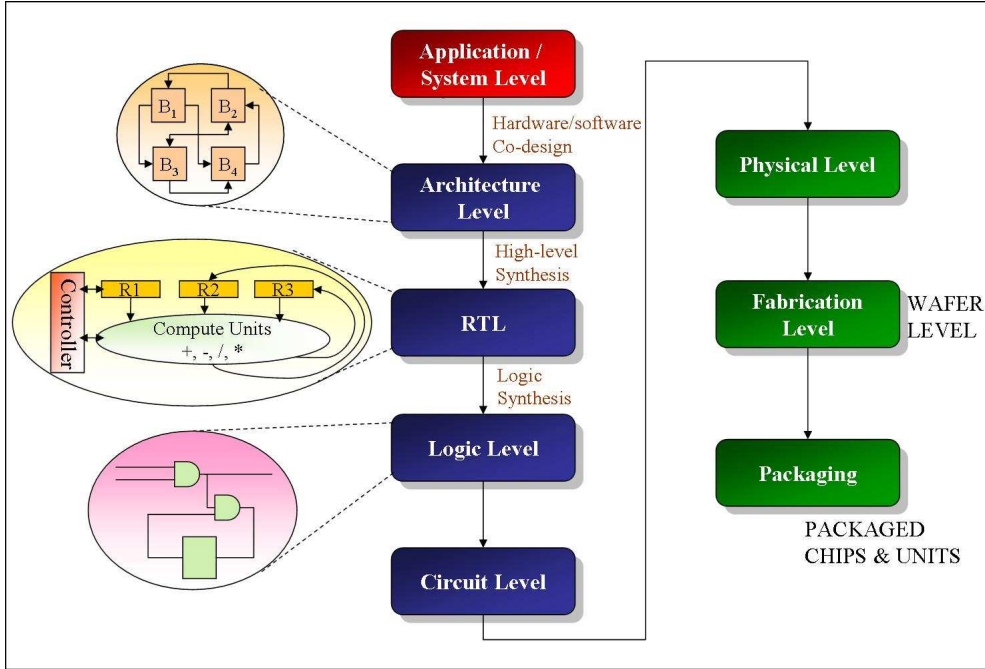 Application /
System Level
Hardware/software
Co-design
B1
B2
B3
B4
Architecture
Level
High-level
Synthesis
Controller
R1
R2
R3
Compute Units
+, -, /, *
RTL
Logic
Synthesis
Logic Level
Circuit Level
Physical Level
Fabrication
Level
WAFER
LEVEL
Packaging
PACKAGED
CHIPS & UNITS